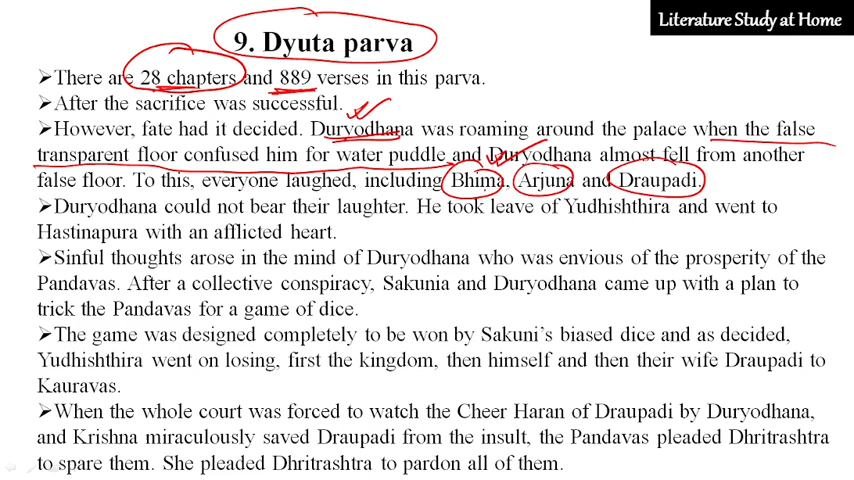 Literature Study at Home
9. Dyuta parva
➢There are 28 chapters and 889 verses in this parva.
➢After the sacrifice was successful.
➢However, fate had it decided. Duryodhana was roaming around the palace when the false
transparent floor confused him for water puddle and Duryodhana almost fell from another
false floor. To this, everyone laughed, including Bhima, Arjuna and Draupadi.
➢Duryodhana could not bear their laughter. He took leave of Yudhishthira and went to
Hastinapura with an afflicted heart.
➢Sinful thoughts arose in the mind of Duryodhana who was envious of the prosperity of the
Pandavas. After a collective conspiracy, Sakunia and Duryodhana came up with a plan to
trick the Pandavas for a game of dice.
➢The game was designed completely to be won by Sakuni's biased dice and as decided,
Yudhishthira went on losing, first the kingdom, then himself and then their wife Draupadi to
Kauravas.
➢When the whole court was forced to watch the Cheer Haran of Draupadi by Duryodhana,
and Krishna miraculously saved Draupadi from the insult, the Pandavas pleaded Dhritrashtra
to spare them. She pleaded Dhritrashtra to pardon all of them.